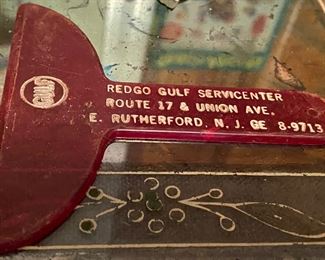 GULF
REDGO GULF SERVICENTER
ROUTE 17 & UNION AVE.
E. RUTHERFORD, N. J. GE 8-9713